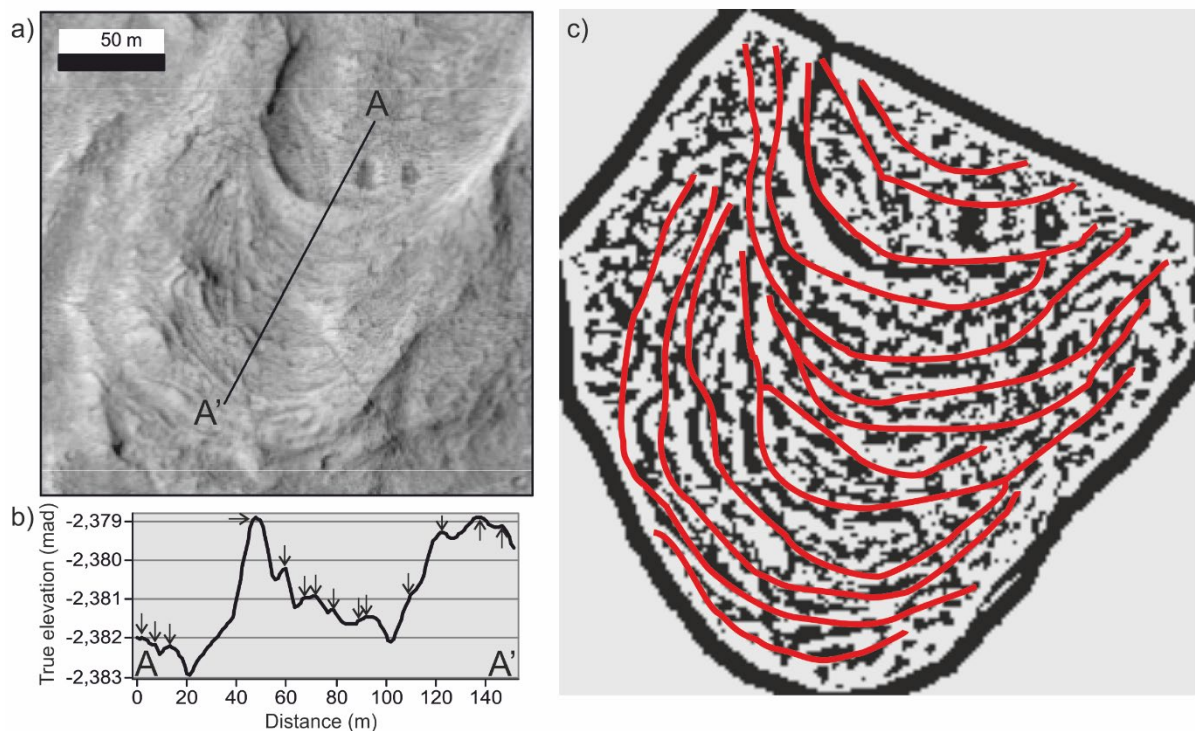 a)
50 m
A
A'
b)
True elevation (mad)
-2,379
-2,380
-2,381
-2,382
-2,383
A
A'
0
20
40
60
80
100
120
140
Distance (m)
c)